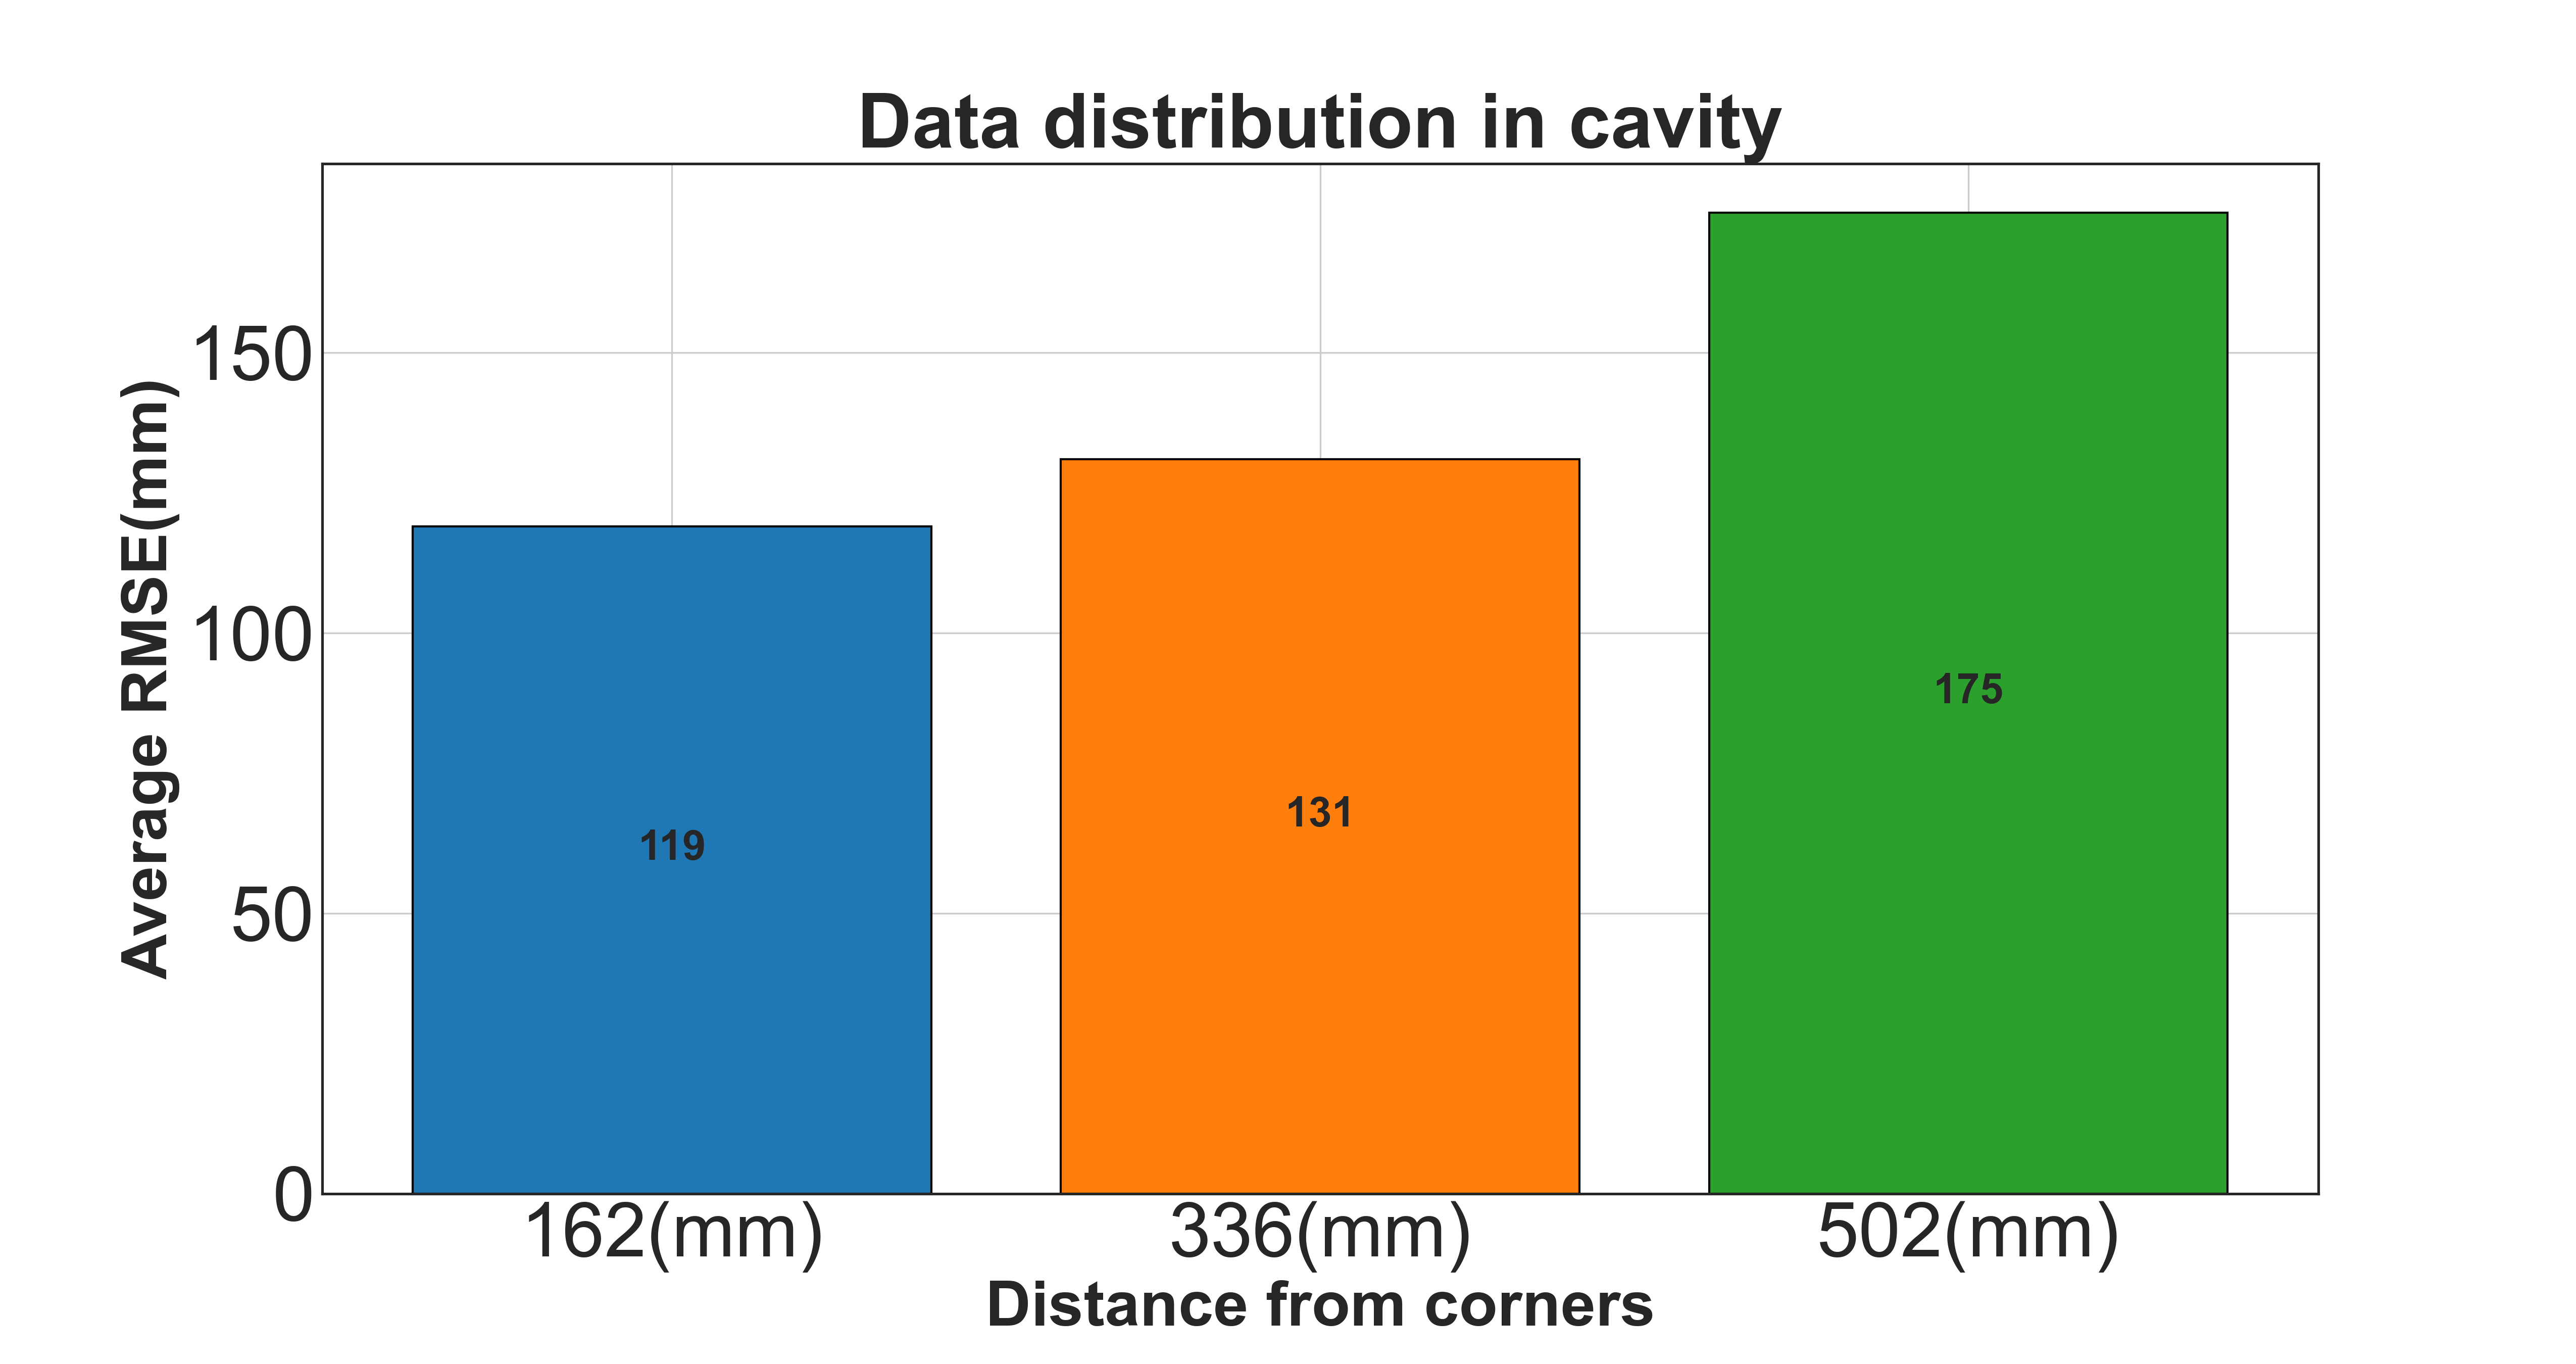 Data distribution in cavity
Average RMSE(mm)
150
100
50
0
119
131
175
162(mm)
336(mm)
502(mm)
Distance from corners